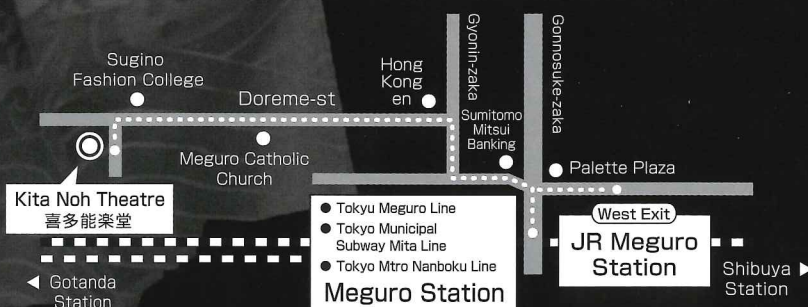 Sugino
Fashion College
Doreme-st
Hong
Kong
en
Gyonin-zaka
Gonnosuke-zaka
Sumitomo
Mitsui
Banking
Palette Plaza
Meguro Catholic
Church
Kita Noh Theatre
喜多能楽堂
● Tokyu Meguro Line
● Tokyo Municipal
Subway Mita Line
● Tokyo Mtro Nanboku Line
Meguro Station
West Exit
JR Meguro
Station
◀ Gotanda
Station
Shibuya ▶
Station